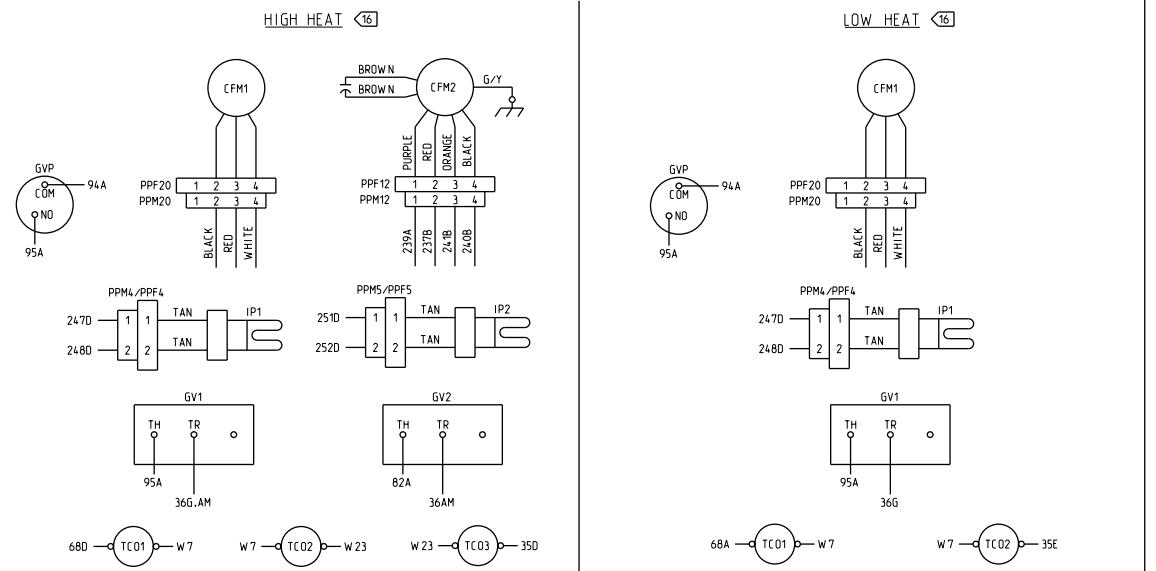 HIGH HEAT 16
CFM1
BROWN
BROWN
CFM2
G/Y
PURPLE
RED
ORANGE
BLACK
GVP
COM
94A
NO
95A
PPF20 1 2 3 4
PPM20 1 2 3 4
BLACK
RED
WHITE
PPF12 1 2 3 4
PPM12 1 2 3 4
239A
237B
241B
240B
PPM4/PPF4
247D 1 1 TAN IP1
248D 2 2 TAN
PPM5/PPF5
251D 1 1 TAN IP2
252D 2 2 TAN
GV1
TH TR
95A
36G.AM
GV2
TH TR
82A
36AM
68D TCO1 W7
W7 TCO2 W23
W23 TCO3 35D
LOW HEAT 16
CFM1
GVP
COM
94A
NO
95A
PPF20 1 2 3 4
PPM20 1 2 3 4
BLACK
RED
WHITE
PPM4/PPF4
247D 1 1 TAN IP1
248D 2 2 TAN
GV1
TH TR
95A
36G
68A TCO1 W7
W7 TCO2 35E